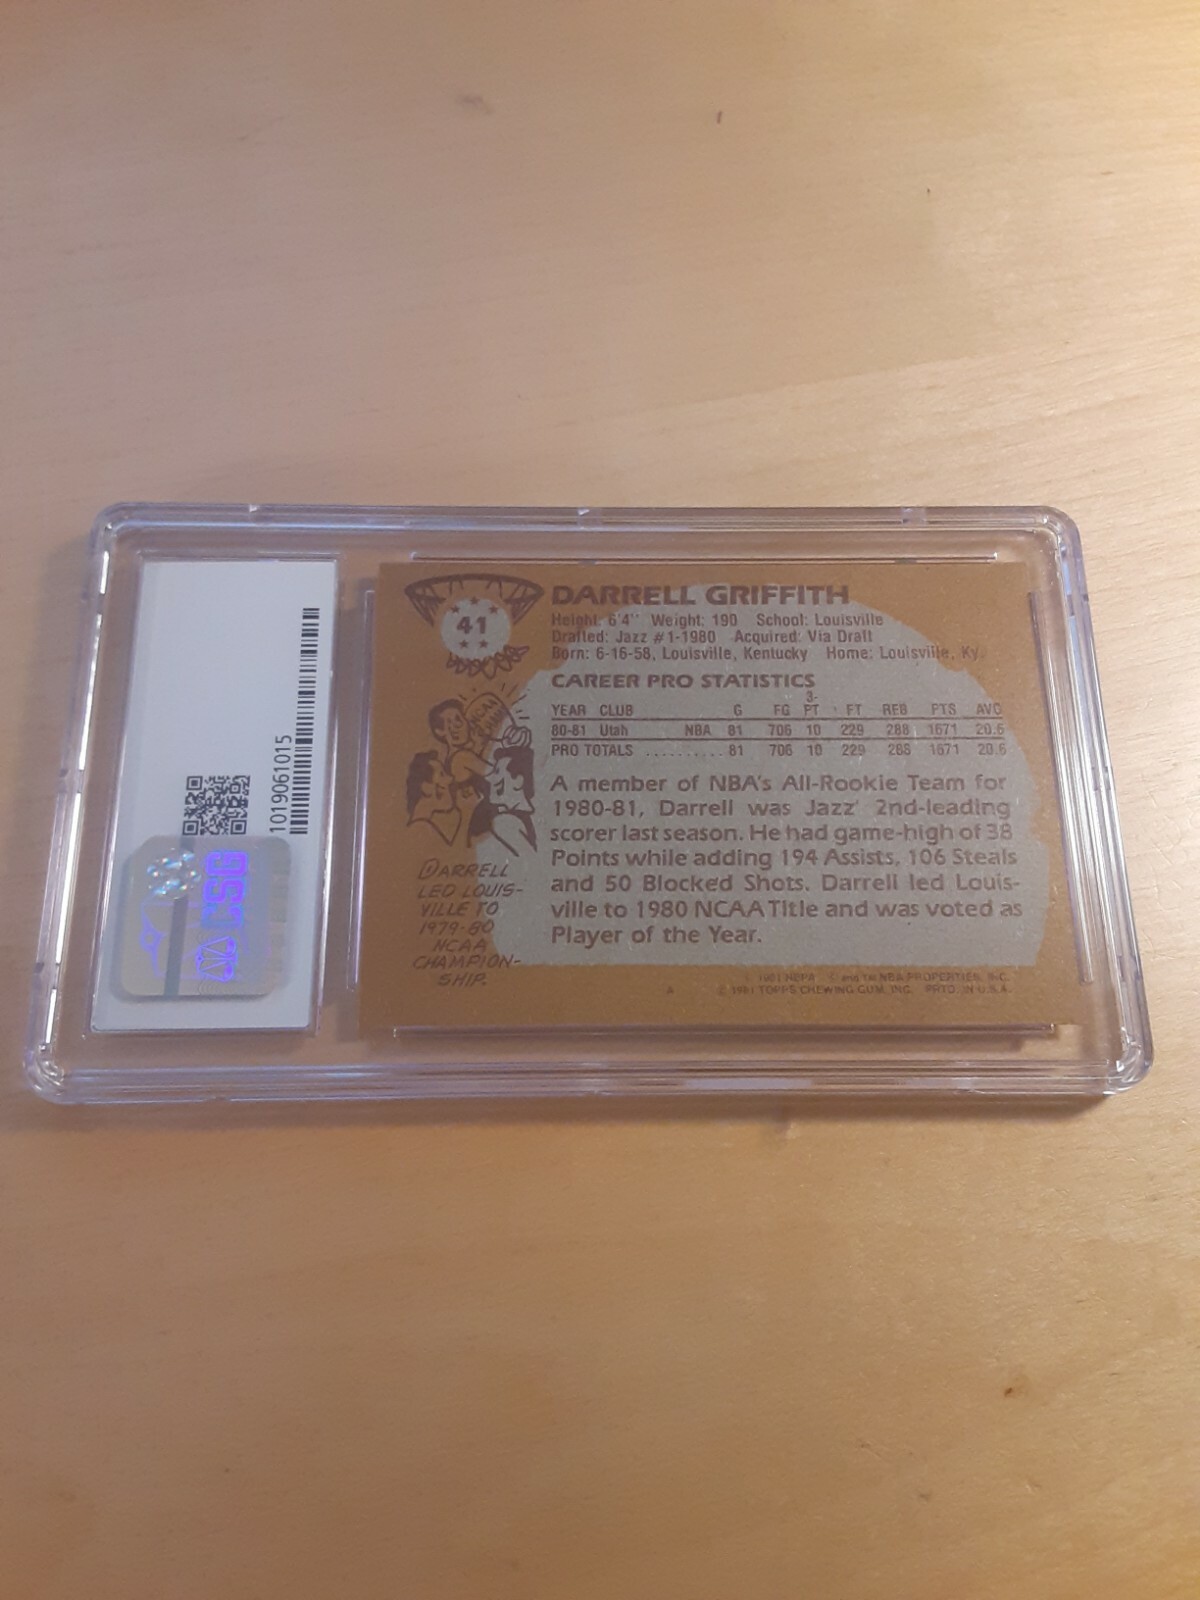 1019061015
CSG
41
DARRELL GRIFFITH
Height: 6'4" Weight: 190 School: Louisville
Drafted: Jazz #1-1980 Acquired: Via Draft
Born: 6-16-58, Louisville, Kentucky Home: Louisville, Ky.
CAREER PRO STATISTICS
YEAR CLUB G FG 3-PT FT REB PTS AVG
80-81 Utah NBA 81 706 10 229 288 1671 20.6
PRO TOTALS .......... 81 706 10 229 288 1671 20.6
A member of NBA's All-Rookie Team for
1980-81, Darrell was Jazz' 2nd-leading
scorer last season. He had game-high of 38
Points while adding 194 Assists, 106 Steals
and 50 Blocked Shots. Darrell led Louis-
ville to 1980 NCAA Title and was voted as
Player of the Year.
DARRELL
LED LOUIS-
VILLE TO
1979-80
NCAA
CHAMPION-
SHIP.
NBA PROPERTIES, INC.
A © 1981 TOPPS CHEWING GUM, INC. PRTD. IN U.S.A.